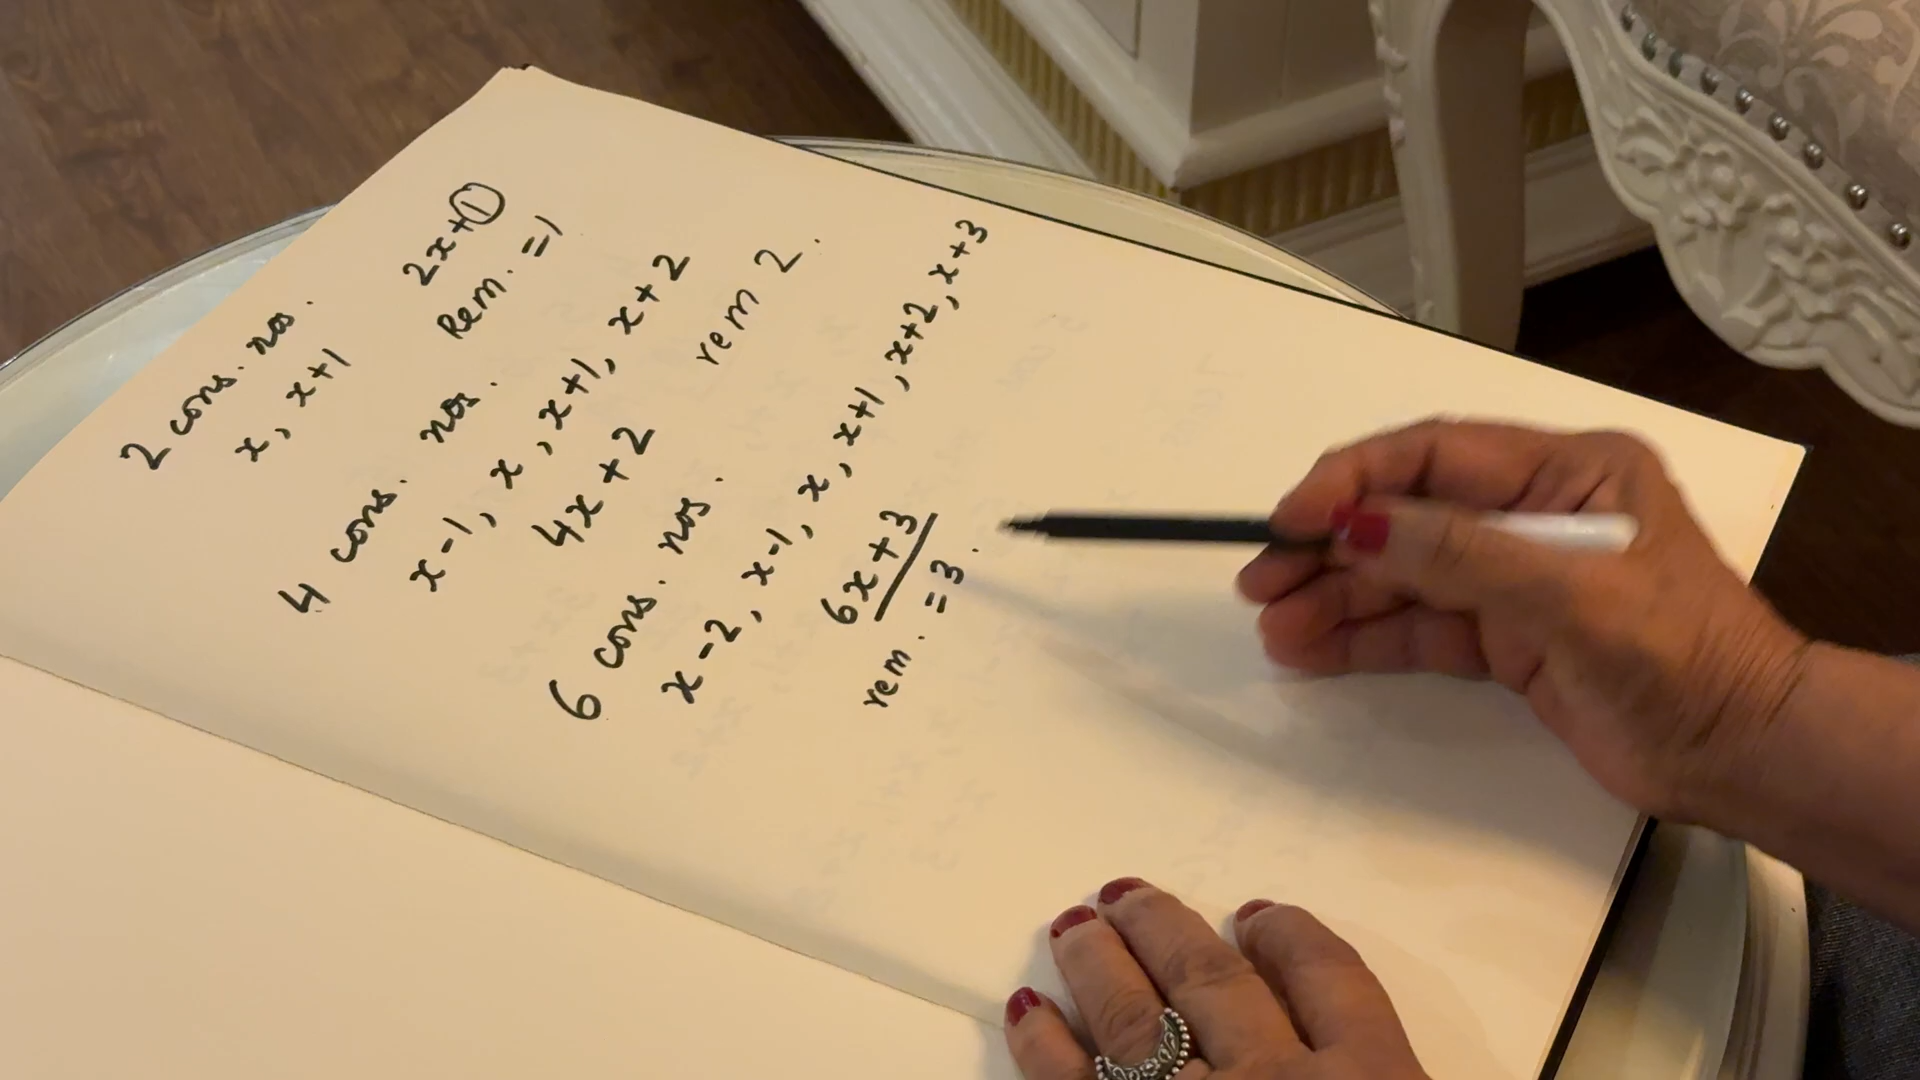 2 cons. nos.
x, x+1 2x+1
Rem. = 1
4 cons. nos.
x-1, x, x+1, x+2
4x+2 rem 2.
6 cons. nos.
x-2, x-1, x, x+1, x+2, x+3
6x+3
rem. = 3.